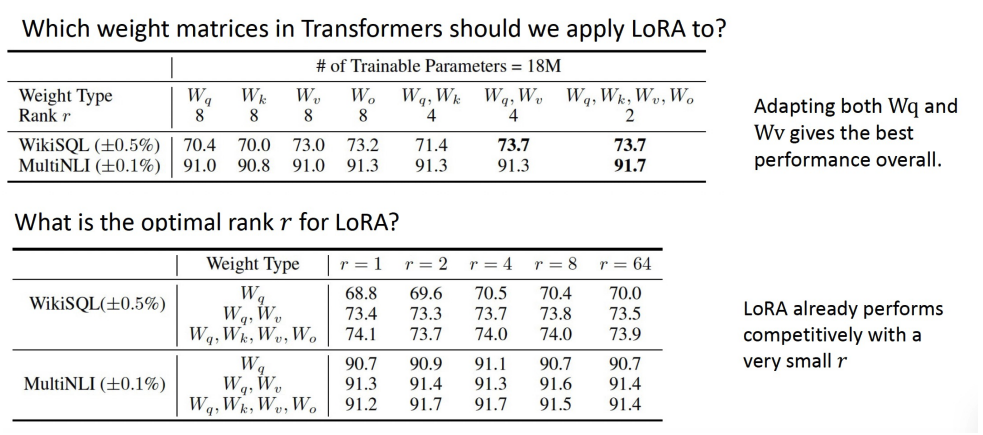 Which weight matrices in Transformers should we apply LoRA to?
# of Trainable Parameters = 18M
Weight Type W_q W_k W_v W_o W_q, W_k W_q, W_v W_q, W_k, W_v, W_o
Rank r 8 8 8 8 4 4 2
WikiSQL (±0.5%) 70.4 70.0 73.0 73.2 71.4 73.7 73.7
MultiNLI (±0.1%) 91.0 90.8 91.0 91.3 91.3 91.3 91.7
Adapting both Wq and
Wv gives the best
performance overall.
What is the optimal rank r for LoRA?
Weight Type r = 1 r = 2 r = 4 r = 8 r = 64
WikiSQL(±0.5%)
W_q 68.8 69.6 70.5 70.4 70.0
W_q, W_v 73.4 73.3 73.7 73.8 73.5
W_q, W_k, W_v, W_o 74.1 73.7 74.0 74.0 73.9
MultiNLI (±0.1%)
W_q 90.7 90.9 91.1 90.7 90.7
W_q, W_v 91.3 91.4 91.3 91.6 91.4
W_q, W_k, W_v, W_o 91.2 91.7 91.7 91.5 91.4
LoRA already performs
competitively with a
very small r